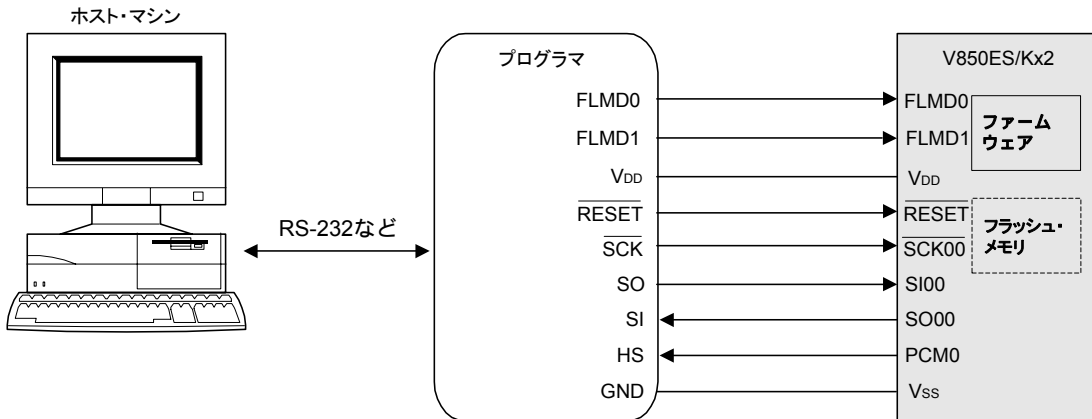 ホスト・マシン
プログラマ
V850ES/Kx2
FLMD0
FLMD1
VDD
RESET
SCK
SO
SI
HS
GND
RS-232など
FLMD0
FLMD1
VDD
RESET
SCK00
SI00
SO00
PCM0
VSS
ファーム
ウェア
フラッシュ・
メモリ